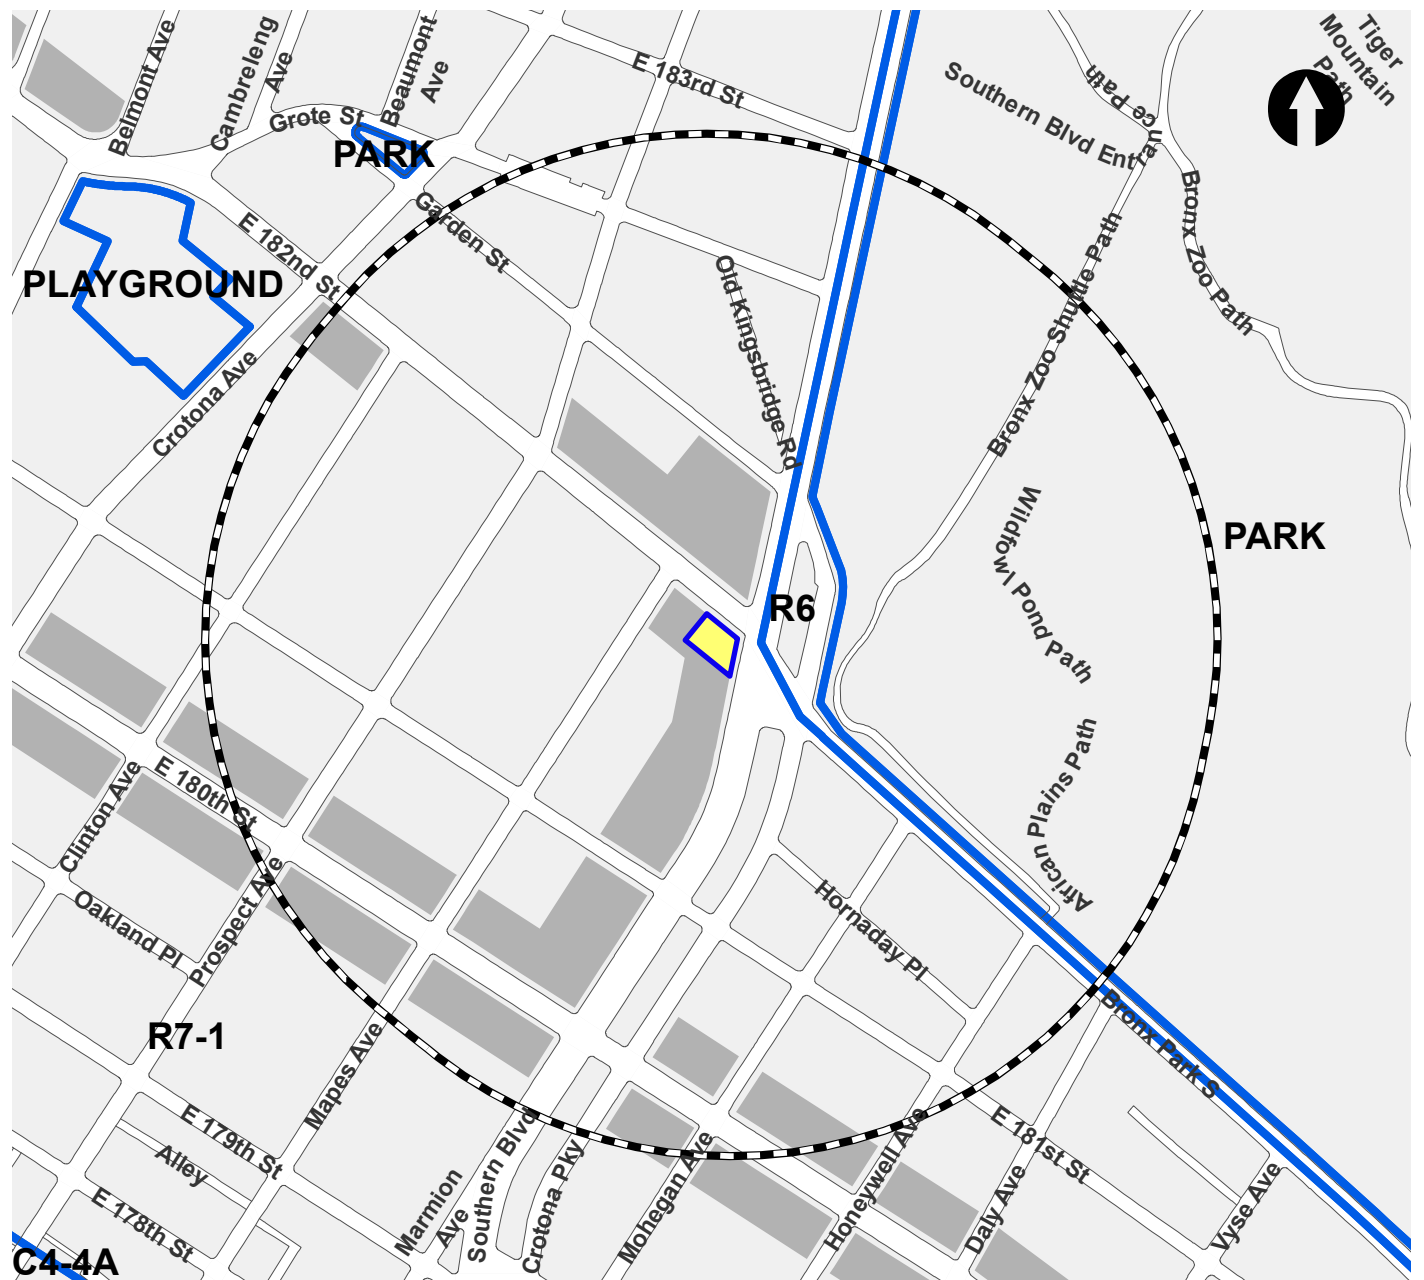 Tiger
Mountain
Path
Belmont Ave
Cambreleng
Ave
Beaumont
Ave
E 183rd St
Southern Blvd Entrance Path
Grote St
PARK
Garden St
E 182nd St
PLAYGROUND
Crotona Ave
Old Kingsbridge Rd
Bronx Zoo Shuttle Path
Bronx Zoo Path
Wildfowl Pond Path
PARK
R6
African Plains Path
E 180th St
Clinton Ave
Oakland Pl
Prospect Ave
Hornaday Pl
R7-1
Mapes Ave
Bronx Park S
E 179th St
Alley
E 178th St
Marmion
Ave
Southern Blvd
Crotona Pky
Mohegan Ave
Honeywell Ave
E 181st St
Daly Ave
Vyse Ave
C4-4A